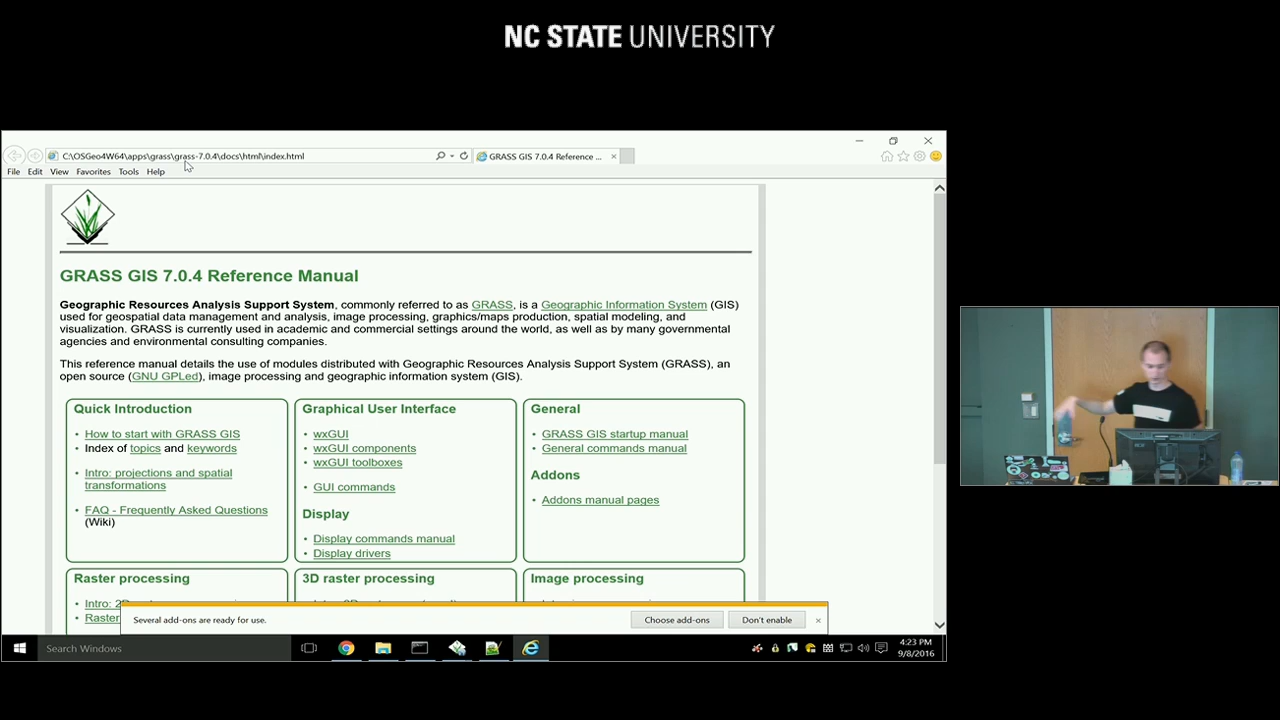 NC STATE UNIVERSITY
C:\OSGeo4W64\apps\grass\grass-7.0.4\docs\html\index.html
GRASS GIS 7.0.4 Reference ...
File Edit View Favorites Tools Help
GRASS GIS 7.0.4 Reference Manual
Geographic Resources Analysis Support System, commonly referred to as GRASS, is a Geographic Information System (GIS)
used for geospatial data management and analysis, image processing, graphics/maps production, spatial modeling, and
visualization. GRASS is currently used in academic and commercial settings around the world, as well as by many governmental
agencies and environmental consulting companies.
This reference manual details the use of modules distributed with Geographic Resources Analysis Support System (GRASS), an
open source (GNU GPLed), image processing and geographic information system (GIS).
Quick Introduction
• How to start with GRASS GIS
• Index of topics and keywords
• Intro: projections and spatial
transformations
• FAQ - Frequently Asked Questions
(Wiki)
Graphical User Interface
• wxGUI
• wxGUI components
• wxGUI toolboxes
• GUI commands
Display
• Display commands manual
• Display drivers
General
• GRASS GIS startup manual
• General commands manual
Addons
• Addons manual pages
Raster processing
• Intro: 2
• Raster
3D raster processing
Image processing
Several add-ons are ready for use.
Choose add-ons
Don't enable
Search Windows
4:23 PM
9/8/2016